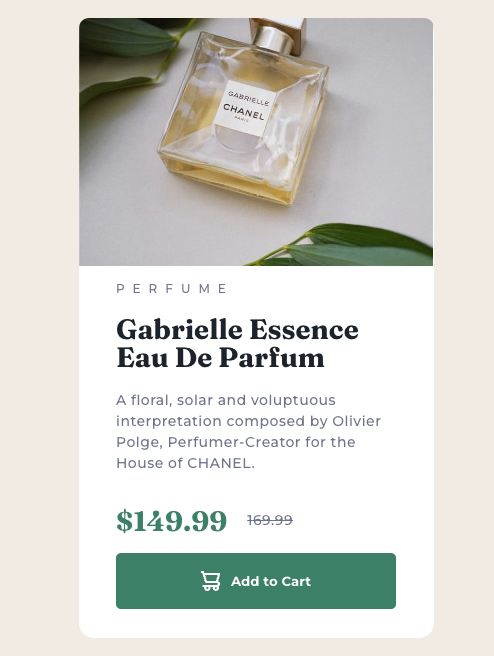 GABRIELLE
CHANEL
PARIS
PERFUME
Gabrielle Essence
Eau De Parfum
A floral, solar and voluptuous
interpretation composed by Olivier
Polge, Perfumer-Creator for the
House of CHANEL.
$149.99 169.99
Add to Cart